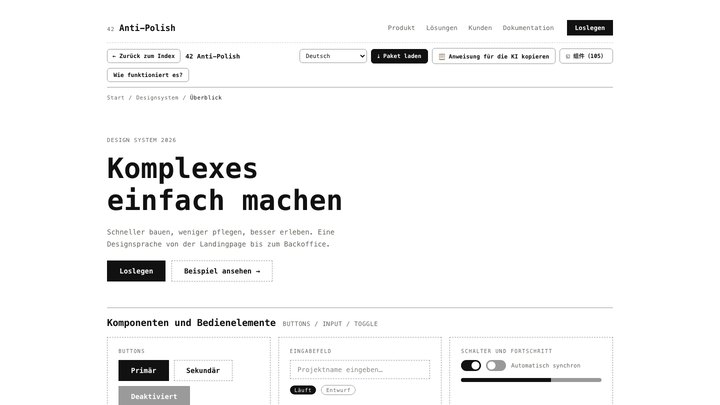 42 Anti-Polish
Produkt Lösungen Kunden Dokumentation Loslegen
← Zurück zum Index 42 Anti-Polish Deutsch ↓ Paket laden 📋 Anweisung für die KI kopieren ◱ 组件 (105)
Wie funktioniert es?
Start / Designsystem / Überblick
DESIGN SYSTEM 2026
Komplexes
einfach machen
Schneller bauen, weniger pflegen, besser erleben. Eine
Designsprache von der Landingpage bis zum Backoffice.
Loslegen Beispiel ansehen →
Komponenten und Bedienelemente BUTTONS / INPUT / TOGGLE
BUTTONS
Primär Sekundär
Deaktiviert
EINGABEFELD
Projektname eingeben…
Läuft Entwurf
SCHALTER UND FORTSCHRITT
Automatisch synchron